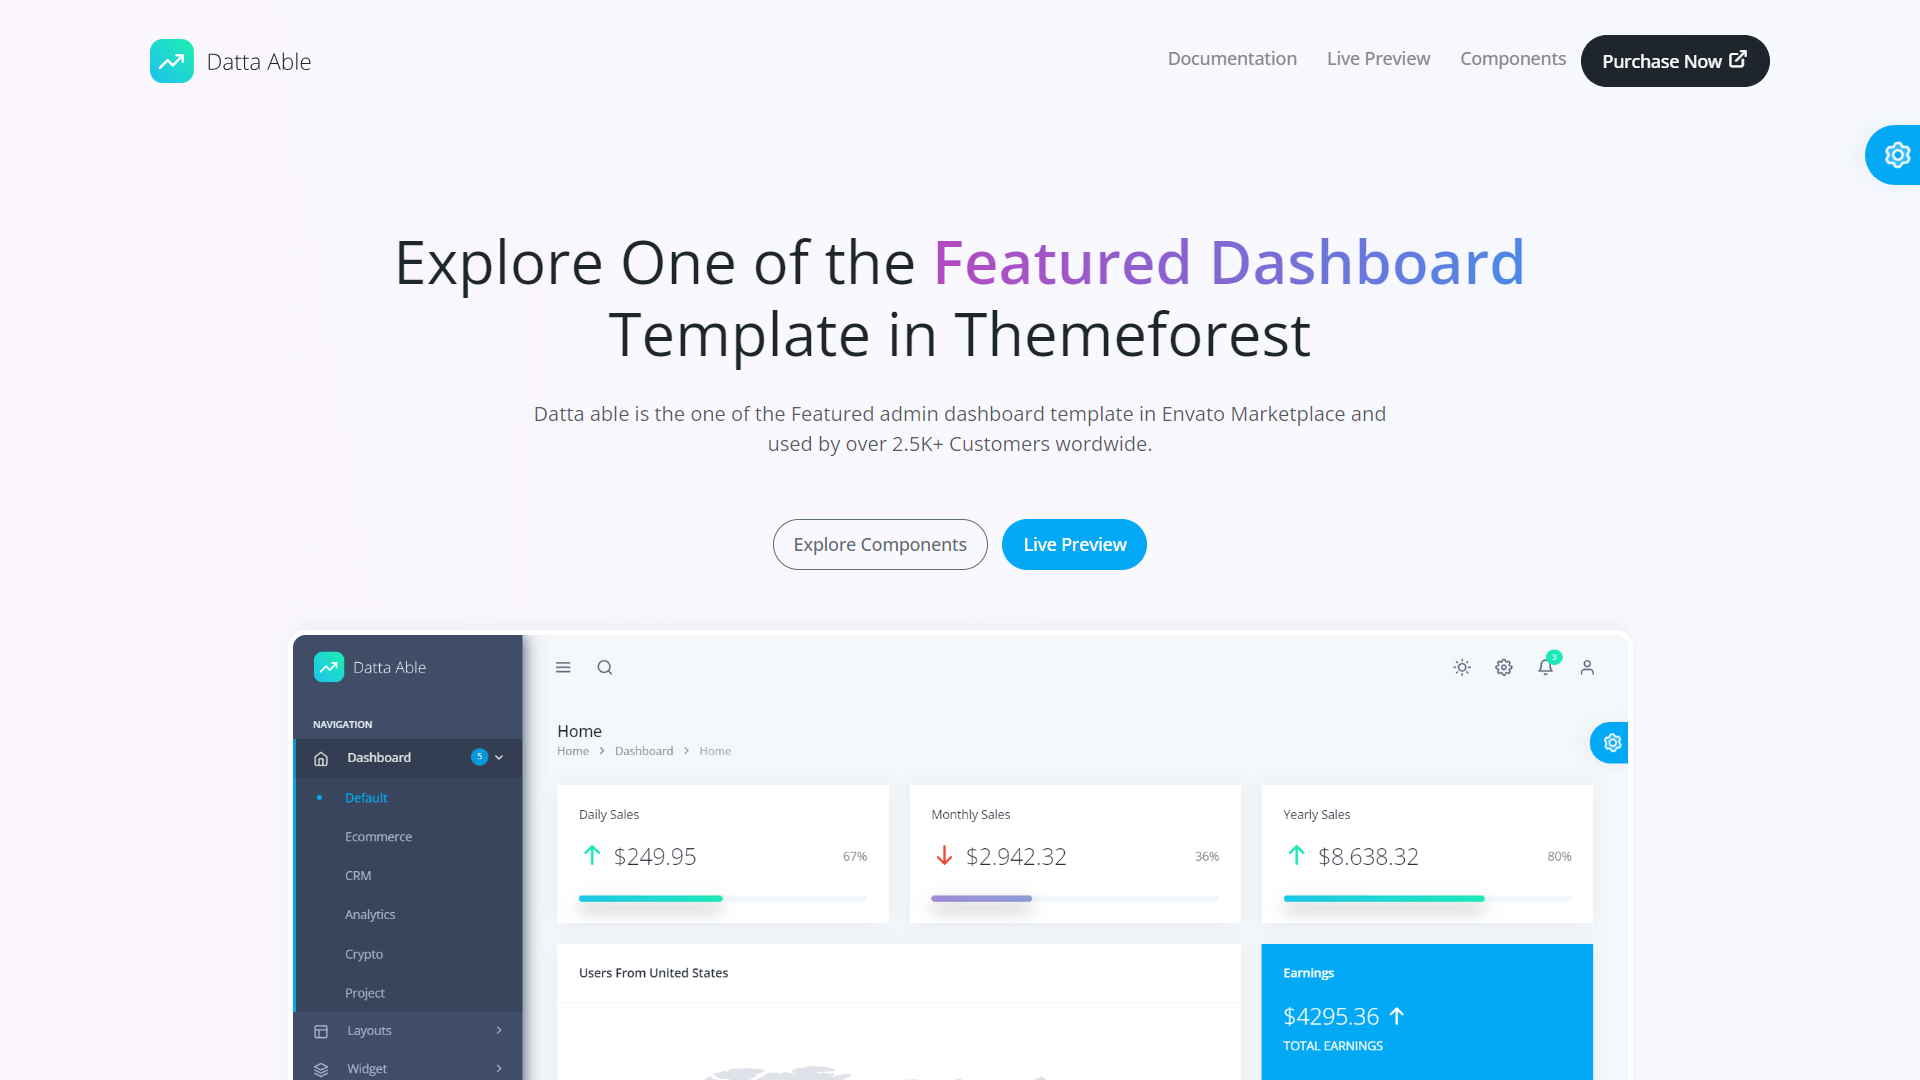 Datta Able
Documentation
Live Preview
Components
Purchase Now
Explore One of the Featured Dashboard
Template in Themeforest
Datta able is the one of the Featured admin dashboard template in Envato Marketplace and
used by over 2.5K+ Customers wordwide.
Explore Components
Live Preview
Datta Able
3
NAVIGATION
Dashboard
5
Default
Ecommerce
CRM
Analytics
Crypto
Project
Layouts
Widget
Home
Home > Dashboard > Home
Daily Sales
$249.95
67%
Monthly Sales
$2.942.32
36%
Yearly Sales
$8.638.32
80%
Users From United States
Earnings
$4295.36
TOTAL EARNINGS